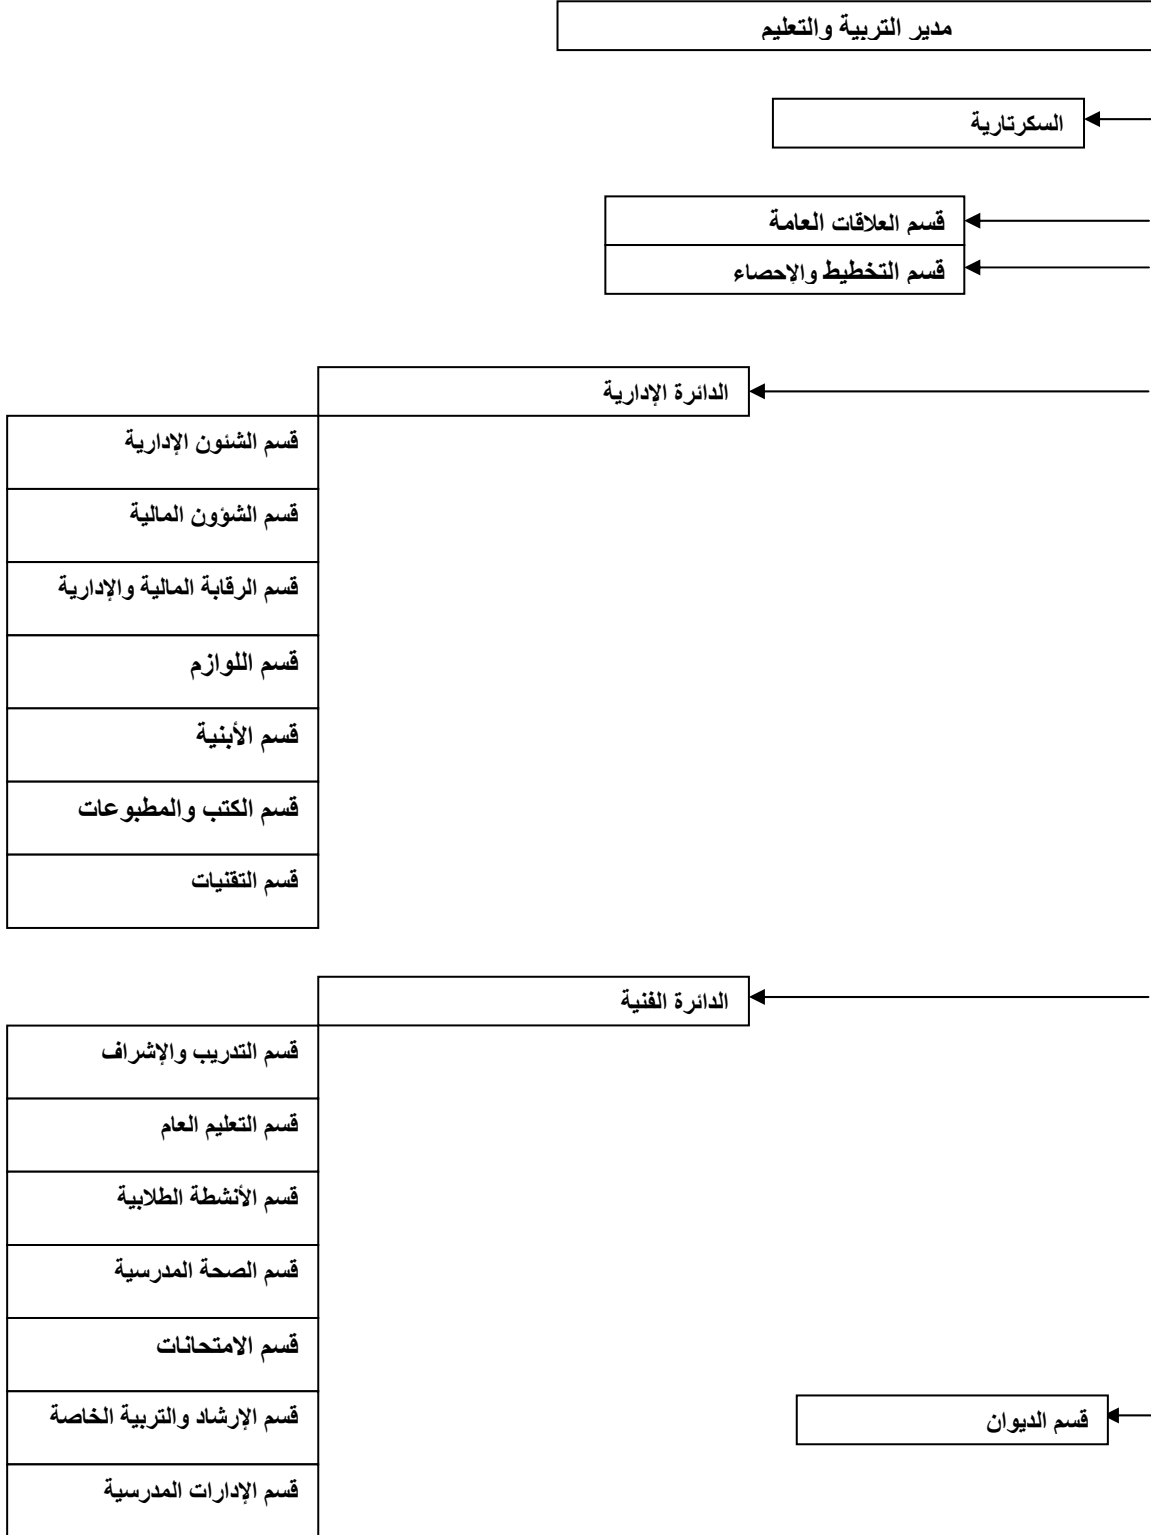 مدير التربية والتعليم
السكرتارية
قسم العلاقات العامة
قسم التخطيط والإحصاء
الدائرة الإدارية
قسم الشئون الإدارية
قسم الشؤون المالية
قسم الرقابة المالية والإدارية
قسم اللوازم
قسم الأبنية
قسم الكتب والمطبوعات
قسم التقنيات
الدائرة الفنية
قسم التدريب والإشراف
قسم التعليم العام
قسم الأنشطة الطلابية
قسم الصحة المدرسية
قسم الامتحانات
قسم الديوان
قسم الإرشاد والتربية الخاصة
قسم الإدارات المدرسية